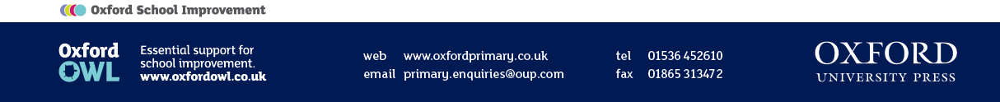 Oxford School Improvement
Oxford
OWL
Essential support for
school improvement.
www.oxfordowl.co.uk
web www.oxfordprimary.co.uk
email primary.enquiries@oup.com
tel 01536 452610
fax 01865 313472
OXFORD
UNIVERSITY PRESS